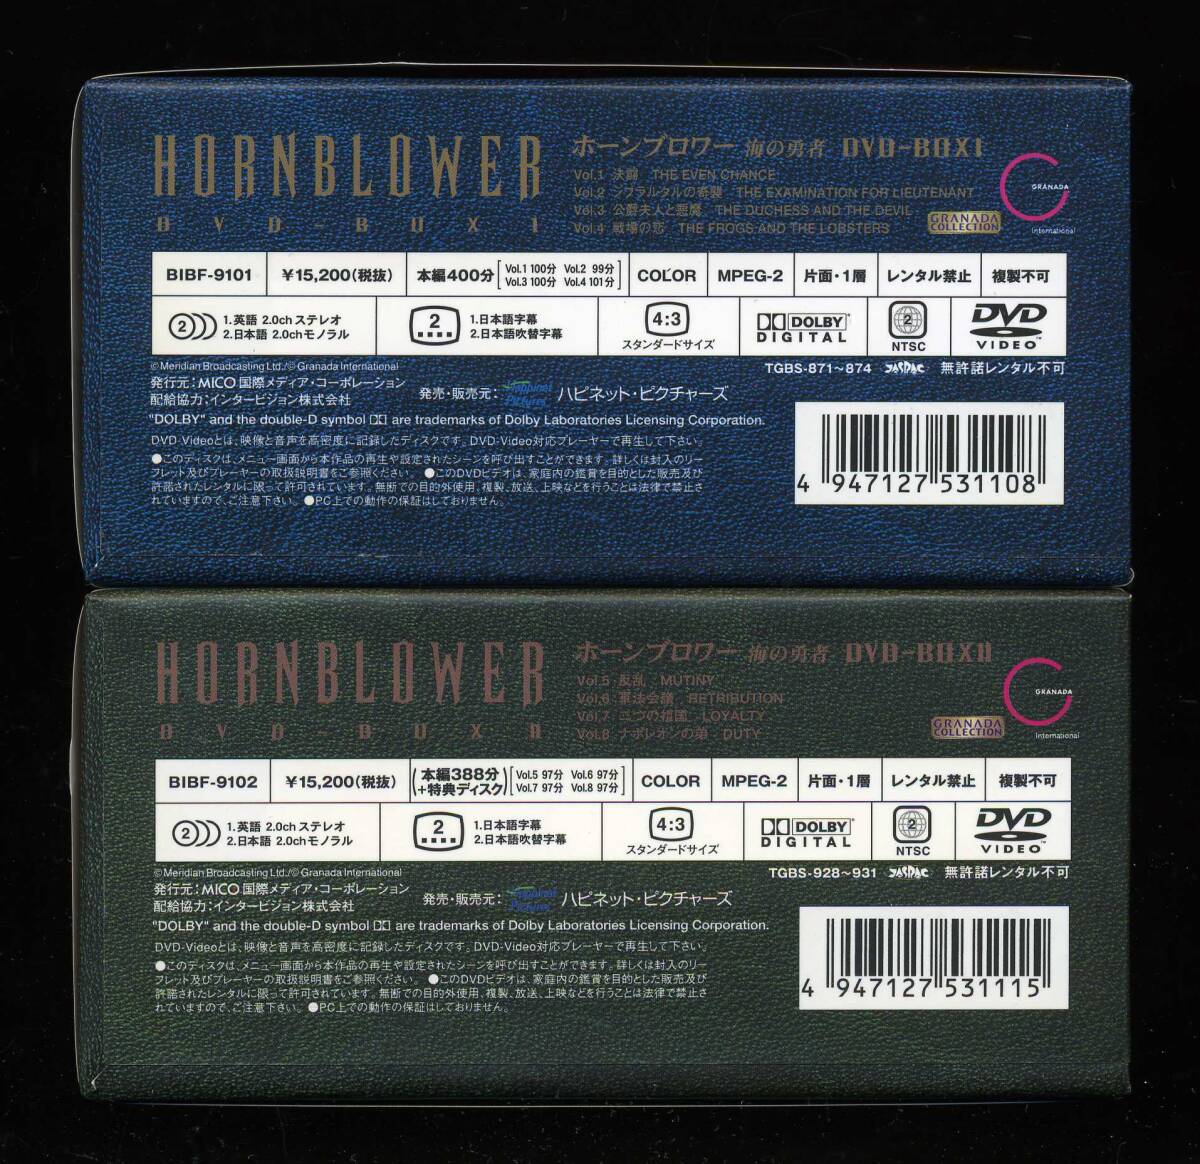 HORNBLOWER
DVD-BOX I
ホーンブロワー 海の勇者 DVD-BOX I
Vol.1 決闘 THE EVEN CHANCE
Vol.2 ジブラルタルの奇襲 THE EXAMINATION FOR LIEUTENANT
Vol.3 公爵夫人と悪魔 THE DUCHESS AND THE DEVIL
Vol.4 戦場の恋 THE FROGS AND THE LOBSTERS
GRANADA COLLECTION
GRANADA
International
BIBF-9101 ¥15,200(税抜) 本編400分 [Vol.1 100分 Vol.2 99分 Vol.3 100分 Vol.4 101分] COLOR MPEG-2 片面・1層 レンタル禁止 複製不可
2 1.英語 2.0ch ステレオ
2.日本語 2.0ch モノラル
2 1.日本語字幕
2.日本語吹替字幕
4:3
スタンダードサイズ
DOLBY DIGITAL
2 NTSC
DVD VIDEO™
©Meridian Broadcasting Ltd./©Granada International
TGBS-871~874 JASRAC 無許諾レンタル不可
発行元:MICO 国際メディア・コーポレーション
配給協力:インタービジョン株式会社
発売・販売元: Happinet Pictures ハピネット・ピクチャーズ
"DOLBY" and the double-D symbol are trademarks of Dolby Laboratories Licensing Corporation.
DVD-Videoとは、映像と音声を高密度に記録したディスクです。DVD-Video対応プレーヤーで再生して下さい。
●このディスクは、メニュー画面から本作品の再生や設定されたシーンを呼び出すことができます。詳しくは封入のリー
フレット及びプレーヤーの取扱説明書をご参照ください。 ●このDVDビデオは、家庭内の鑑賞を目的とした販売及び
許諾されたレンタルに限って許可されています。無断での目的外使用、複製、放送、上映などを行うことは法律で禁止さ
れていますので、ご注意下さい。 ●PC上での動作の保証はしておりません。
4 947127 531108
HORNBLOWER
DVD-BOX II
ホーンブロワー 海の勇者 DVD-BOX II
Vol.5 反乱 MUTINY
Vol.6 軍法会議 RETRIBUTION
Vol.7 二つの祖国 LOYALTY
Vol.8 ナポレオンの弟 DUTY
GRANADA COLLECTION
GRANADA
International
BIBF-9102 ¥15,200(税抜) (本編388分+特典ディスク) [Vol.5 97分 Vol.6 97分 Vol.7 97分 Vol.8 97分] COLOR MPEG-2 片面・1層 レンタル禁止 複製不可
2 1.英語 2.0ch ステレオ
2.日本語 2.0ch モノラル
2 1.日本語字幕
2.日本語吹替字幕
4:3
スタンダードサイズ
DOLBY DIGITAL
2 NTSC
DVD VIDEO™
©Meridian Broadcasting Ltd./©Granada International
TGBS-928~931 JASRAC 無許諾レンタル不可
発行元:MICO 国際メディア・コーポレーション
配給協力:インタービジョン株式会社
発売・販売元: Happinet Pictures ハピネット・ピクチャーズ
"DOLBY" and the double-D symbol are trademarks of Dolby Laboratories Licensing Corporation.
DVD-Videoとは、映像と音声を高密度に記録したディスクです。DVD-Video対応プレーヤーで再生して下さい。
●このディスクは、メニュー画面から本作品の再生や設定されたシーンを呼び出すことができます。詳しくは封入のリー
フレット及びプレーヤーの取扱説明書をご参照ください。 ●このDVDビデオは、家庭内の鑑賞を目的とした販売及び
許諾されたレンタルに限って許可されています。無断での目的外使用、複製、放送、上映などを行うことは法律で禁止さ
れていますので、ご注意下さい。 ●PC上での動作の保証はしておりません。
4 947127 531115